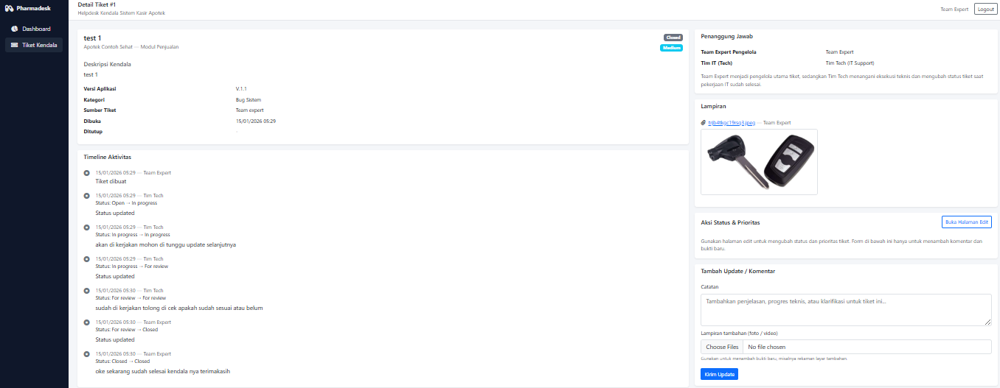 Pharmadesk
Dashboard
Tiket Kendala
Detail Tiket #1
Helpdesk Kendala Sistem Kasir Apotek
Team Expert
Logout
test 1
Closed
Apotek Contoh Sehat — Modul Penjualan
Medium
Deskripsi Kendala
test 1
Versi Aplikasi V.1.1
Kategori Bug Sistem
Sumber Tiket Team expert
Dibuka 15/01/2026 05:29
Ditutup -
Timeline Aktivitas
15/01/2026 05:29 — Team Expert
Tiket dibuat
15/01/2026 05:29 — Tim Tech
Status: Open → In progress
Status updated
15/01/2026 05:29 — Tim Tech
Status: In progress → In progress
akan di kerjakan mohon di tunggu update selanjutnya
15/01/2026 05:29 — Tim Tech
Status: In progress → For review
Status updated
15/01/2026 05:30 — Tim Tech
Status: For review → For review
sudah di kerjakan tolong di cek apakah sudah sesuai atau belum
15/01/2026 05:30 — Team Expert
Status: For review → Closed
Status updated
15/01/2026 05:30 — Team Expert
Status: Closed → Closed
oke sekarang sudah selesai kendala nya terimakasih
Penanggung Jawab
Team Expert Pengelola Team Expert
Tim IT (Tech) Tim Tech (IT Support)
Team Expert menjadi pengelola utama tiket, sedangkan Tim Tech menangani eksekusi teknis dan mengubah status tiket saat
pekerjaan IT sudah selesai.
Lampiran
— Team Expert
Aksi Status & Prioritas
Buka Halaman Edit
Gunakan halaman edit untuk mengubah status dan prioritas tiket. Form di bawah ini hanya untuk menambah komentar dan
bukti baru.
Tambah Update / Komentar
Catatan
Tambahkan penjelasan, progres teknis, atau klarifikasi untuk tiket ini...
Lampiran tambahan (foto / video)
Choose Files No file chosen
Gunakan untuk menambah bukti baru, misalnya rekaman layar tambahan.
Kirim Update